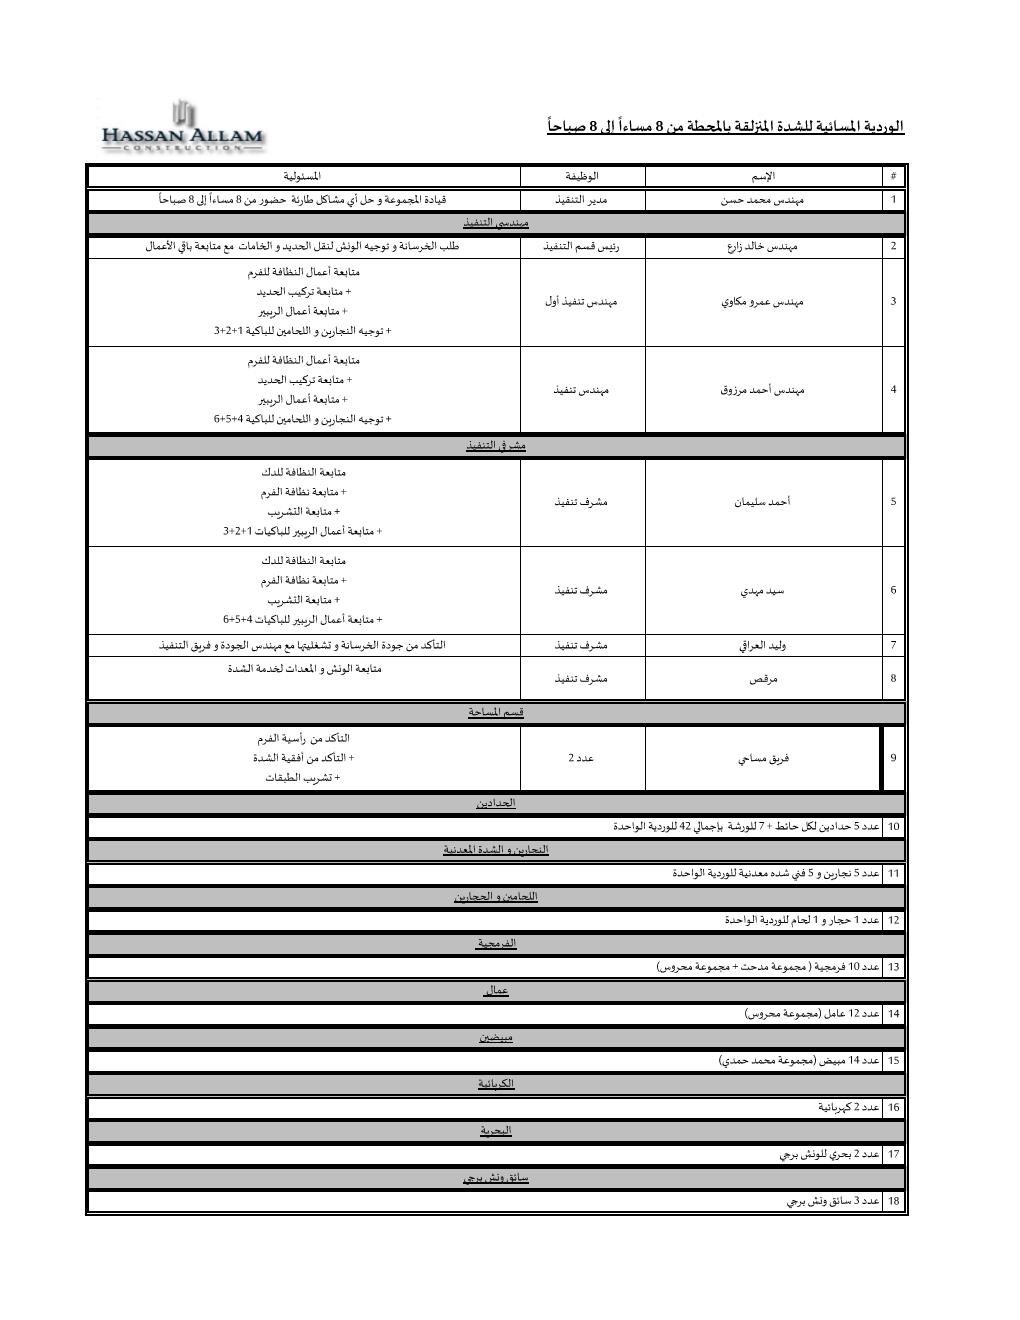 HASSAN ALLAM
CONSTRUCTION
الوردية المسائية للشدة المنزلقة بالمحطة من 8 مساءاً إلى 8 صباحاً
# الإسم الوظيفة المسئولية
1 مهندس محمد حسن مدير التنفيذ قيادة المجموعة و حل أي مشاكل طارئة حضور من 8 مساءاً إلى 8 صباحاً
مهندسي التنفيذ
2 مهندس خالد زارع رئيس قسم التنفيذ طلب الخرسانة و توجيه الونش لنقل الحديد و الخامات مع متابعة باقي الأعمال
3 مهندس عمرو مكاوي مهندس تنفيذ أول متابعة أعمال النظافة للفرم
+ متابعة تركيب الحديد
+ متابعة أعمال الريبير
+ توجيه النجارين و اللحامين للباكية 1+2+3
4 مهندس أحمد مرزوق مهندس تنفيذ متابعة أعمال النظافة للفرم
+ متابعة تركيب الحديد
+ متابعة أعمال الريبير
+ توجيه النجارين و اللحامين للباكية 4+5+6
مشرفي التنفيذ
5 أحمد سليمان مشرف تنفيذ متابعة النظافة للدك
+ متابعة نظافة الفرم
+ متابعة التشريب
+ متابعة أعمال الريبير للباكيات 1+2+3
6 سيد مهدي مشرف تنفيذ متابعة النظافة للدك
+ متابعة نظافة الفرم
+ متابعة التشريب
+ متابعة أعمال الريبير للباكيات 4+5+6
7 وليد العراقي مشرف تنفيذ التأكد من جودة الخرسانة و تشغليتها مع مهندس الجودة و فريق التنفيذ
8 مرقص مشرف تنفيذ متابعة الونش و المعدات لخدمة الشدة
قسم المساحة
9 فريق مساحي عدد 2 التأكد من رأسية الفرم
+ التأكد من أفقية الشدة
+ تشريب الطبقات
الحدادين
10 عدد 5 حدادين لكل حائط + 7 للورشة بإجمالي 42 للوردية الواحدة
النجارين و الشدة المعدنية
11 عدد 5 نجارين و 5 فني شده معدنية للوردية الواحدة
اللحامين و الحجارين
12 عدد 1 حجار و 1 لحام للوردية الواحدة
الفرمجية
13 عدد 10 فرمجية ( مجموعة مدحت + مجموعة محروس)
عمال
14 عدد 12 عامل (مجموعة محروس)
مبيضين
15 عدد 14 مبيض (مجموعة محمد حمدي)
الكربائية
16 عدد 2 كهربائية
البحرية
17 عدد 2 بحري للونش برجي
سائق ونش برجي
18 عدد 3 سائق ونش برجي